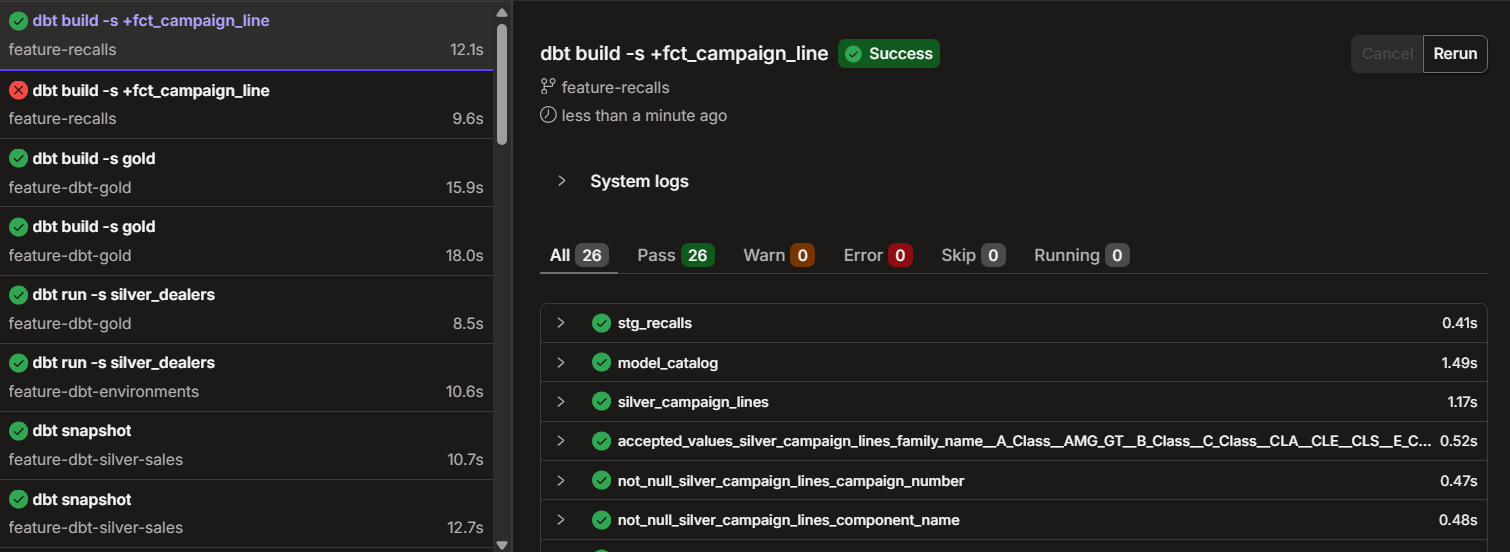 dbt build -s +fct_campaign_line
feature-recalls 12.1s
dbt build -s +fct_campaign_line
feature-recalls 9.6s
dbt build -s gold
feature-dbt-gold 15.9s
dbt build -s gold
feature-dbt-gold 18.0s
dbt run -s silver_dealers
feature-dbt-gold 8.5s
dbt run -s silver_dealers
feature-dbt-environments 10.6s
dbt snapshot
feature-dbt-silver-sales 10.7s
dbt snapshot
feature-dbt-silver-sales 12.7s
dbt build -s +fct_campaign_line Success Cancel Rerun
feature-recalls
less than a minute ago
System logs
All 26 Pass 26 Warn 0 Error 0 Skip 0 Running 0
stg_recalls 0.41s
model_catalog 1.49s
silver_campaign_lines 1.17s
accepted_values_silver_campaign_lines_family_name__A_Class__AMG_GT__B_Class__C_Class__CLA__CLE__CLS__E_C... 0.52s
not_null_silver_campaign_lines_campaign_number 0.47s
not_null_silver_campaign_lines_component_name 0.48s